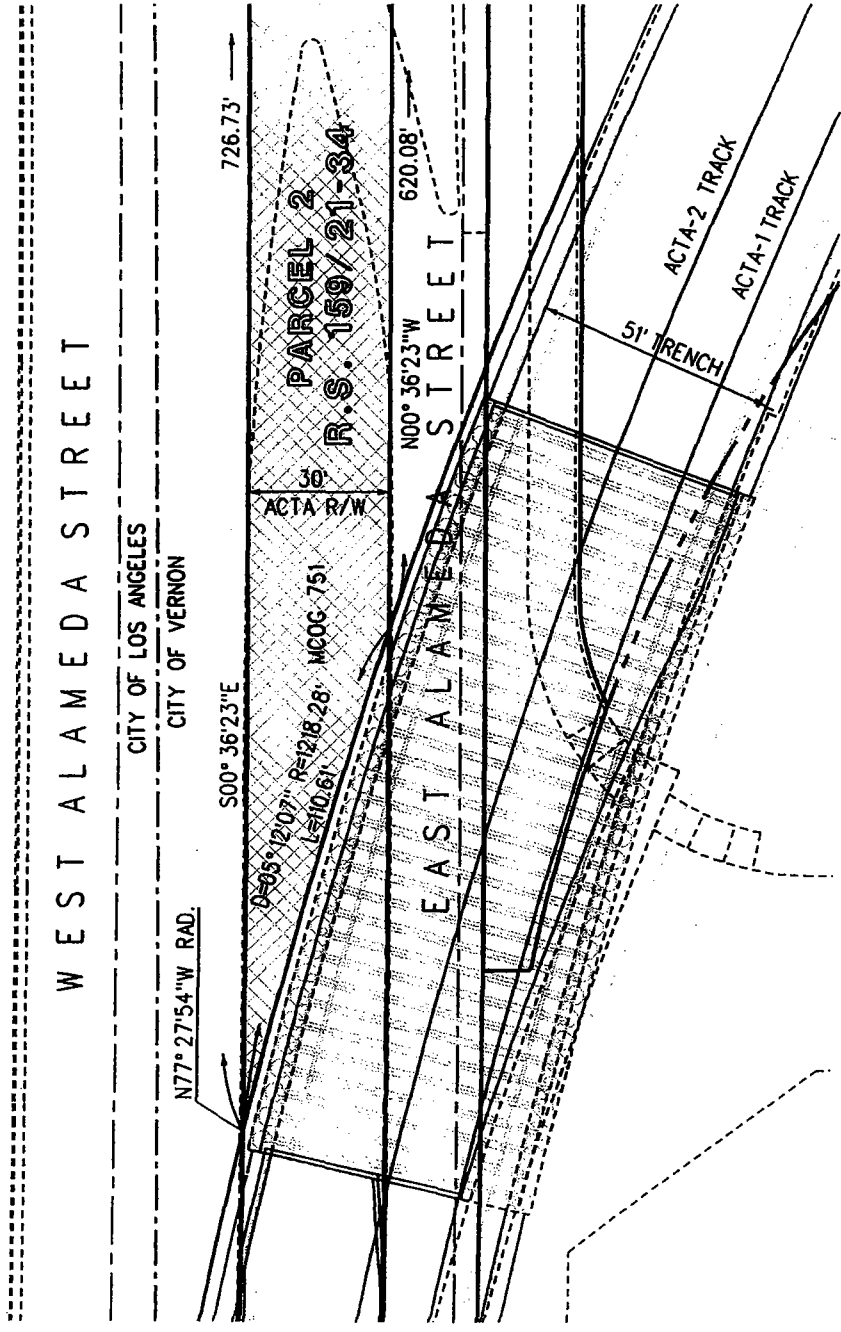 WEST ALAMEDA STREET
CITY OF LOS ANGELES
CITY OF VERNON
N77° 27'54"W RAD.
S00° 36'23"E
726.73'
D=05° 12'07" R=1218.28' MCOG 751
L=110.61'
30'
ACTA R/W
PARCEL 2
R.S. 159/21-34
N00° 36'23"W
620.08'
EAST ALAMEDA STREET
51' TRENCH
ACTA-2 TRACK
ACTA-1 TRACK